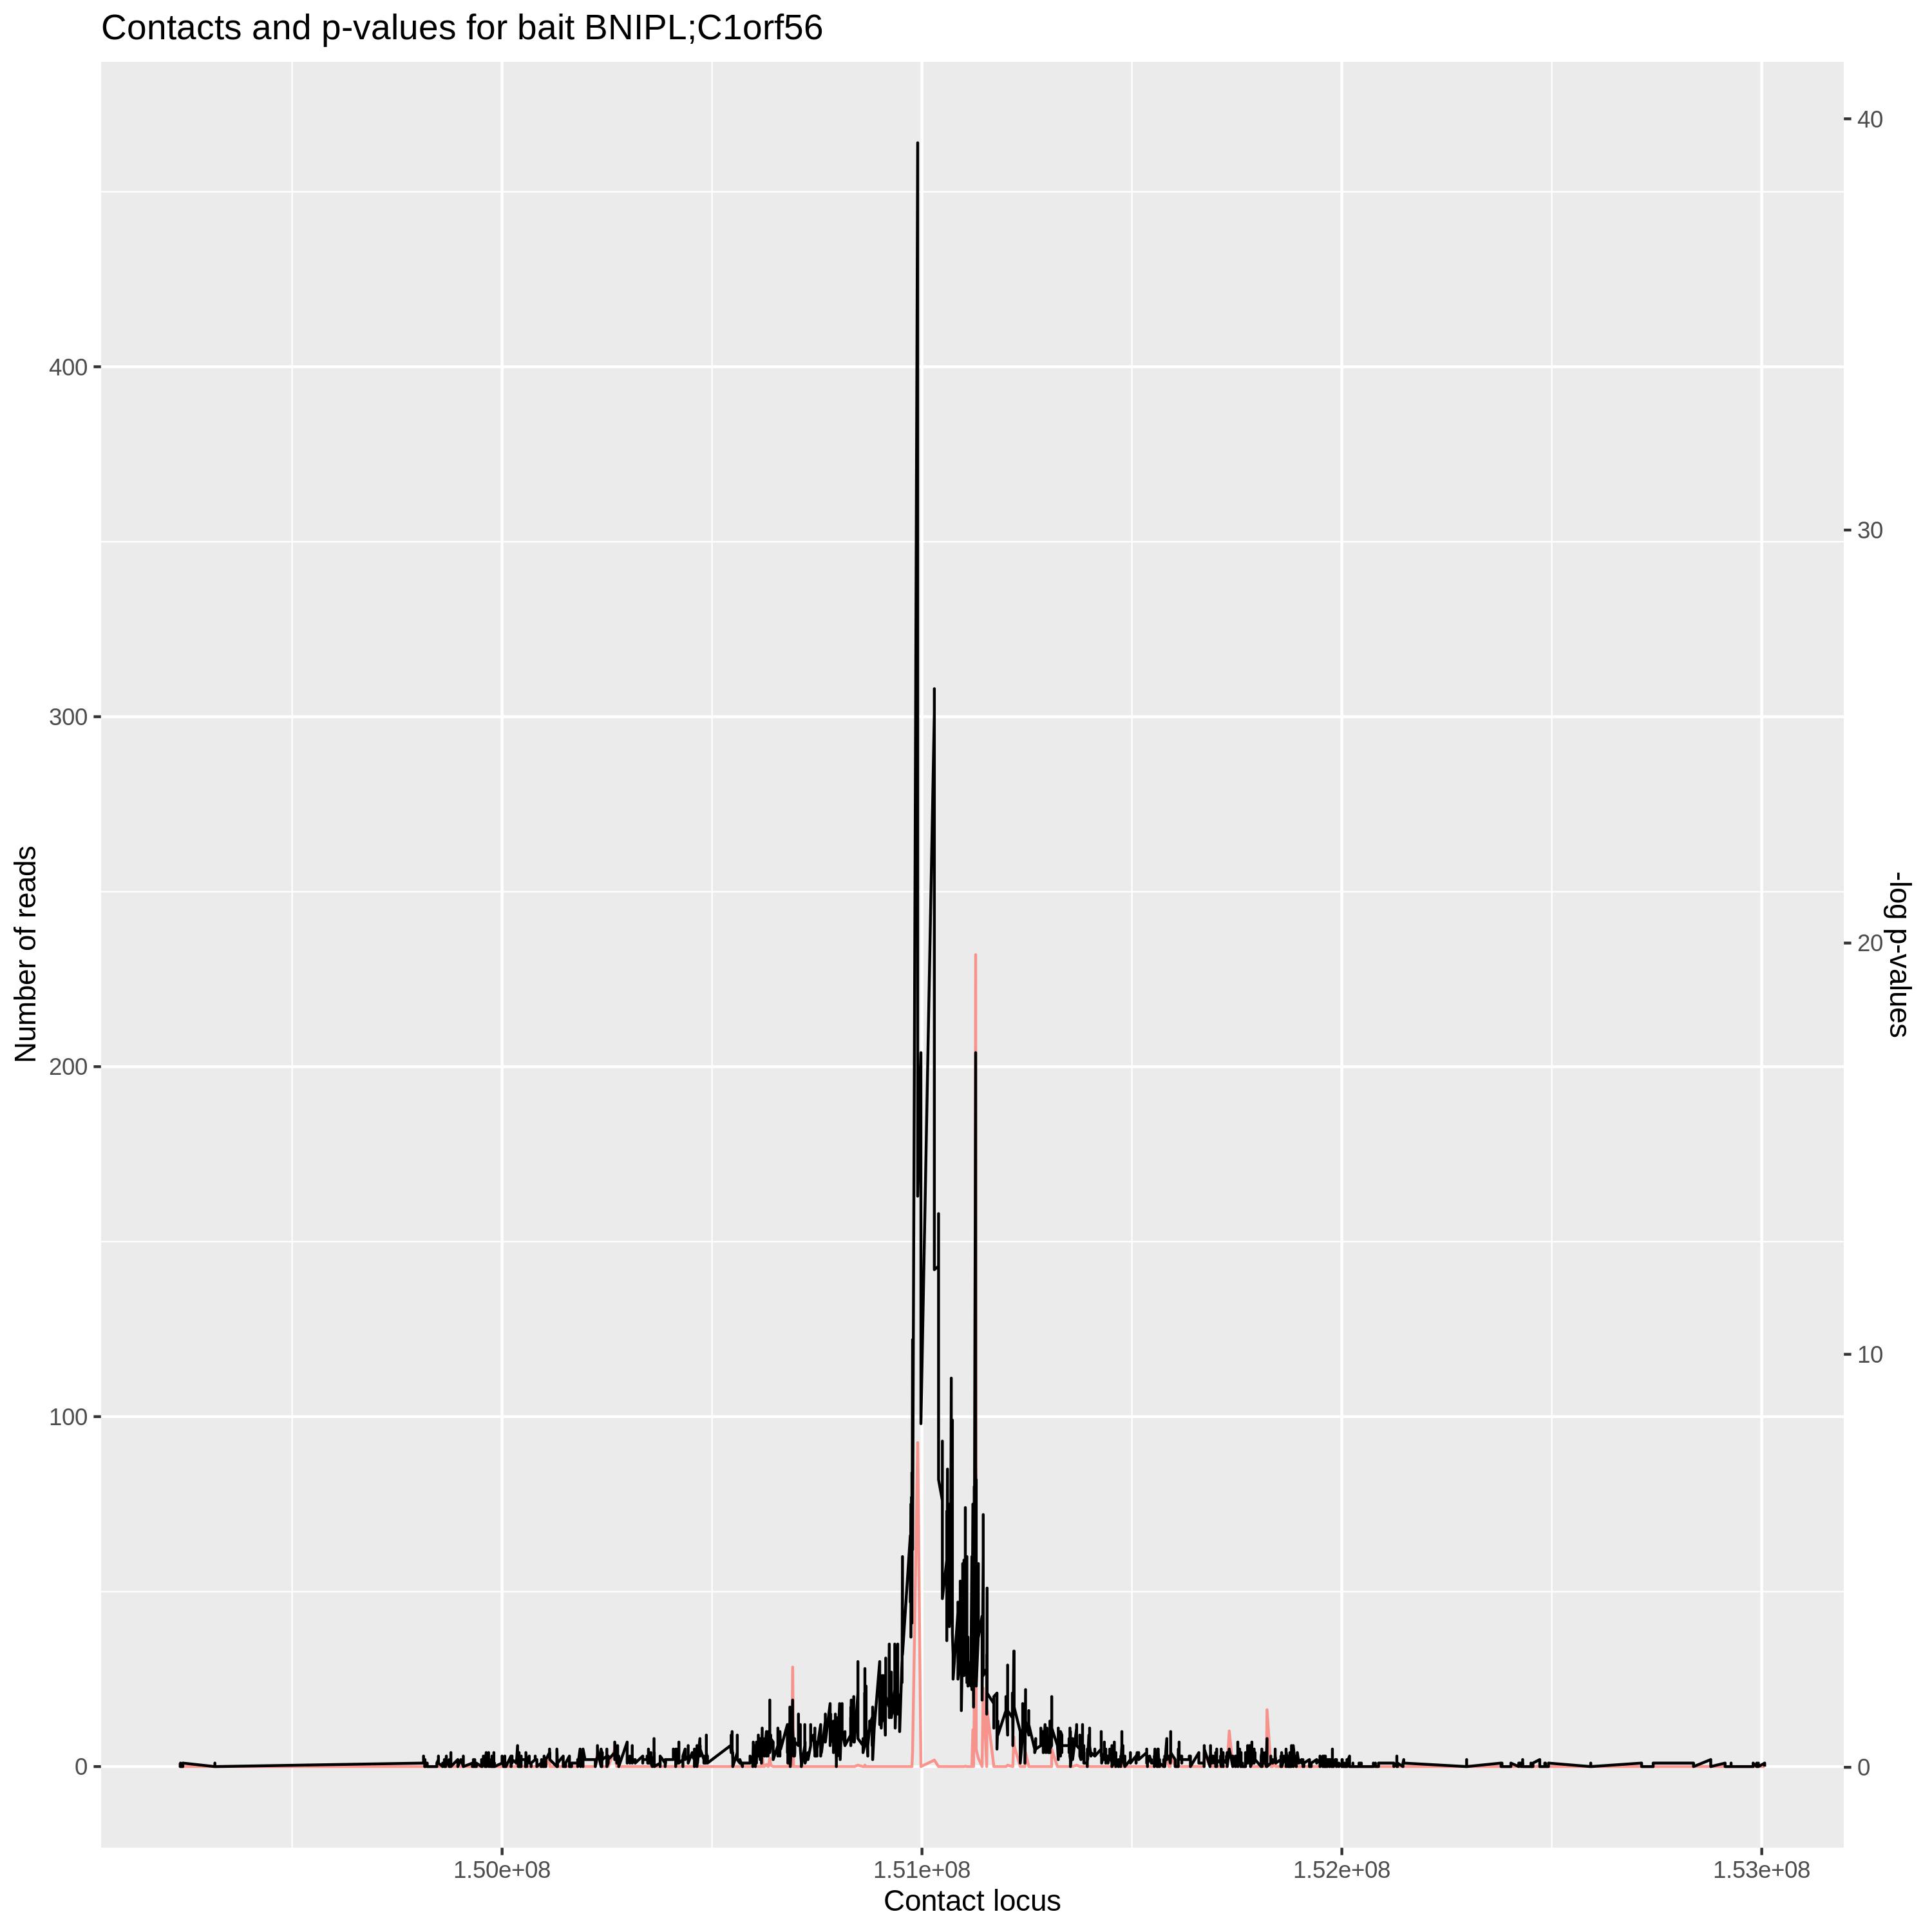 Contacts and p-values for bait BNIPL;C1orf56
Number of reads
400
300
200
100
0
40
30
20
10
0
-log p-values
1.50e+08
1.51e+08
1.52e+08
1.53e+08
Contact locus